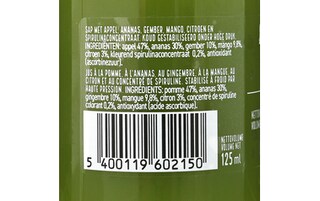 SAP MET APPEL, ANANAS, GEMBER, MANGO, CITROEN EN
SPIRULINACONCENTRAAT. KOUD GESTABILISEERD ONDER HOGE DRUK.
INGREDIËNTEN: appel 47%, ananas 30%, gember 10%, mango 9,8%,
citroen 3%, kleurend spirulinaconcentraat 0,2%, antioxidant
(ascorbinezuur).
JUS À LA POMME, À L'ANANAS, AU GINGEMBRE, À LA MANGUE, AU
CITRON ET AU CONCENTRÉ DE SPIRULINE. STABILISÉ À FROID PAR
HAUTE PRESSION. INGRÉDIENTS: pomme 47%, ananas 30%,
gingembre 10%, mangue 9,8%, citron 3%, concentré de spiruline
colorant 0,2%, antioxydant (acide ascorbique).
5 400119 602150
NETTOVOLUME
VOLUME NET
125 ml